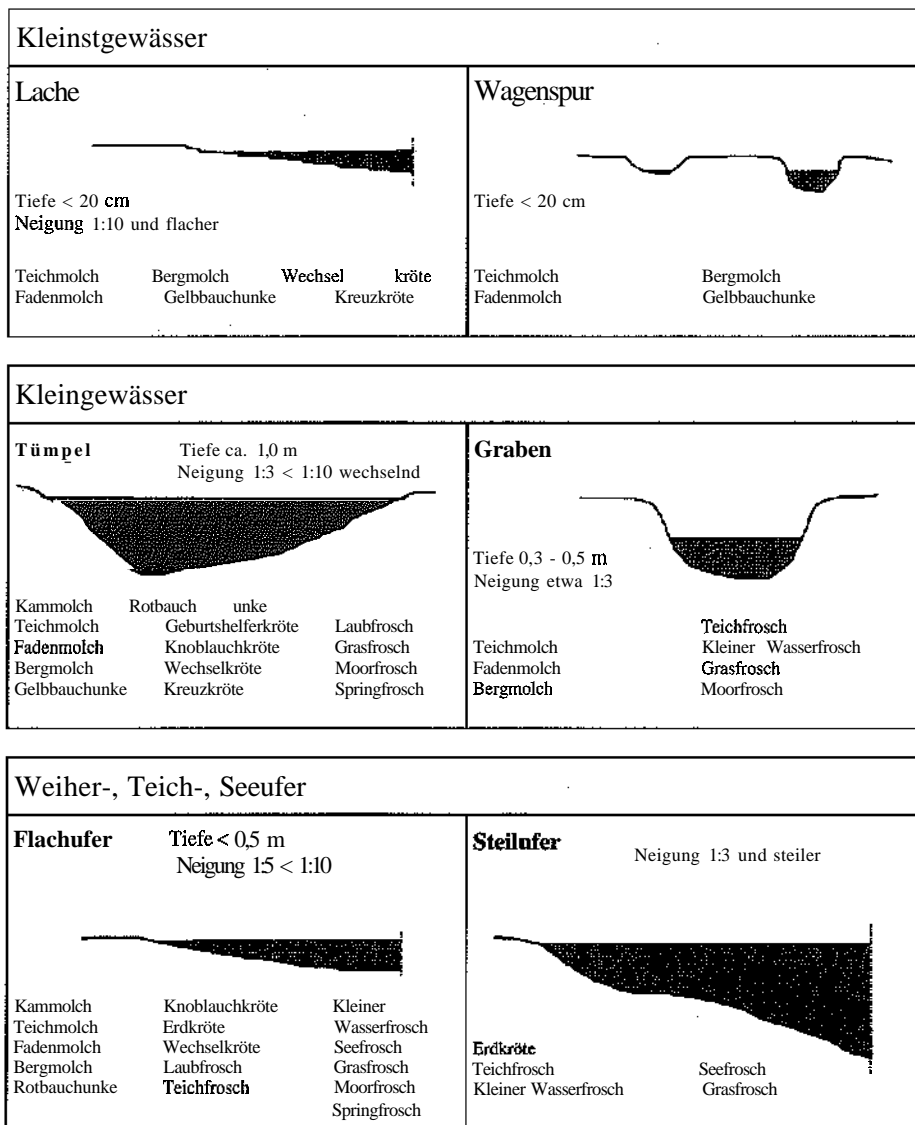 Kleinstgewässer
Lache
Tiefe < 20 cm
Neigung 1:10 und flacher
Teichmolch Bergmolch Wechsel kröte
Fadenmolch Gelbbauchunke Kreuzkröte
Wagenspur
Tiefe < 20 cm
Teichmolch Bergmolch
Fadenmolch Gelbbauchunke
Kleingewässer
Tümpel Tiefe ca. 1,0 m
Neigung 1:3 < 1:10 wechselnd
Kammolch Rotbauch unke
Teichmolch Geburtshelferkröte Laubfrosch
Fadenmolch Knoblauchkröte Grasfrosch
Bergmolch Wechselkröte Moorfrosch
Gelbbauchunke Kreuzkröte Springfrosch
Graben
Tiefe 0,3 - 0,5 m
Neigung etwa 1:3
Teichfrosch
Teichmolch Kleiner Wasserfrosch
Fadenmolch Grasfrosch
Bergmolch Moorfrosch
Weiher-, Teich-, Seeufer
Flachufer Tiefe < 0,5 m
Neigung 1:5 < 1:10
Kammolch Knoblauchkröte Kleiner
Teichmolch Erdkröte Wasserfrosch
Fadenmolch Wechselkröte Seefrosch
Bergmolch Laubfrosch Grasfrosch
Rotbauchunke Teichfrosch Moorfrosch
Springfrosch
Steilufer
Neigung 1:3 und steiler
Erdkröte
Teichfrosch Seefrosch
Kleiner Wasserfrosch Grasfrosch